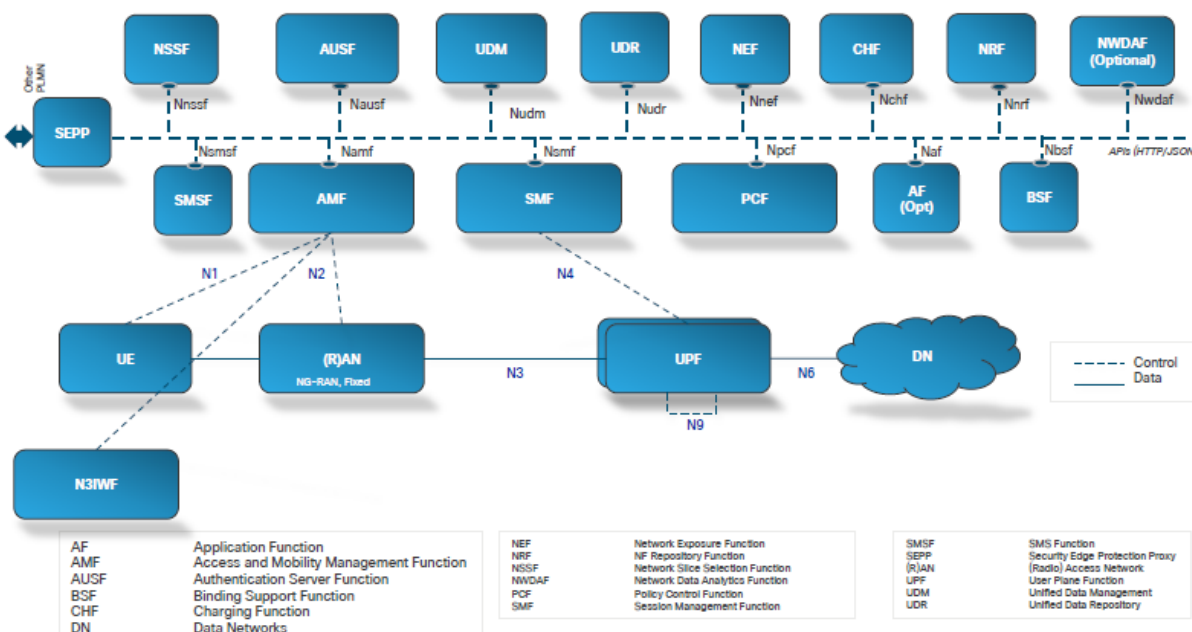 NSSF
AUSF
UDM
UDR
NEF
CHF
NRF
NWDAF
(Optional)
Other
PLMN
Nnssf
Nausf
Nudm
Nudr
Nnef
Nchf
Nnrf
Nwdaf
SEPP
Nsmsf
Namf
Nsmf
Npcf
Naf
Nbsf
APIs (HTTP/JSON
SMSF
AMF
SMF
PCF
AF
(Opt)
BSF
N1
N2
N4
UE
(R)AN
NG-RAN, Fixed
N3
UPF
N6
DN
Control
Data
N9
N3IWF
AF Application Function
AMF Access and Mobility Management Function
AUSF Authentication Server Function
BSF Binding Support Function
CHF Charging Function
DN Data Networks
NEF Network Exposure Function
NRF NF Repository Function
NSSF Network Slice Selection Function
NWDAF Network Data Analytics Function
PCF Policy Control Function
SMF Session Management Function
SMSF SMS Function
SEPP Security Edge Protection Proxy
(R)AN (Radio) Access Network
UPF User Plane Function
UDM Unified Data Management
UDR Unified Data Repository